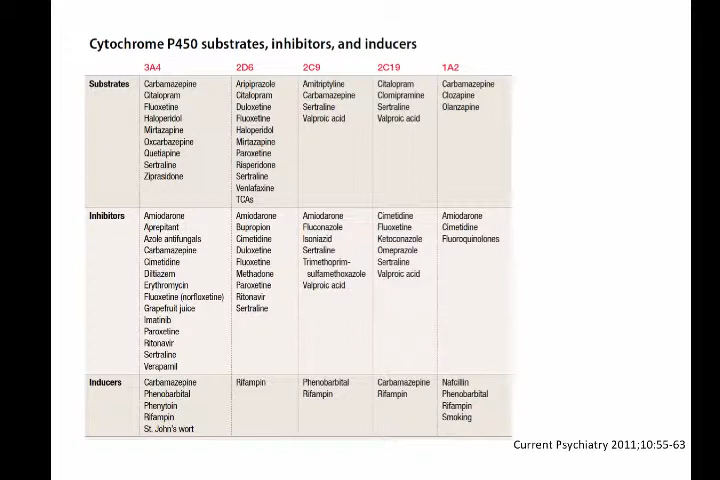 Cytochrome P450 substrates, inhibitors, and inducers
3A4 2D6 2C9 2C19 1A2
Substrates Carbamazepine Aripiprazole Amitriptyline Citalopram Carbamazepine
Citalopram Citalopram Carbamazepine Clomipramine Clozapine
Fluoxetine Duloxetine Sertraline Sertraline Olanzapine
Haloperidol Fluoxetine Valproic acid Valproic acid
Mirtazapine Haloperidol
Oxcarbazepine Mirtazapine
Quetiapine Paroxetine
Sertraline Risperidone
Ziprasidone Sertraline
Venlafaxine
TCAs
Inhibitors Amiodarone Amiodarone Amiodarone Cimetidine Amiodarone
Aprepitant Bupropion Fluconazole Fluoxetine Cimetidine
Azole antifungals Cimetidine Isoniazid Ketoconazole Fluoroquinolones
Carbamazepine Duloxetine Sertraline Omeprazole
Cimetidine Fluoxetine Trimethoprim- Sertraline
Diltiazem Methadone sulfamethoxazole Valproic acid
Erythromycin Paroxetine Valproic acid
Fluoxetine (norfloxetine) Ritonavir
Grapefruit juice Sertraline
Imatinib
Paroxetine
Ritonavir
Sertraline
Verapamil
Inducers Carbamazepine Rifampin Phenobarbital Carbamazepine Nafcillin
Phenobarbital Rifampin Rifampin Phenobarbital
Phenytoin Rifampin
Rifampin Smoking
St. John's wort
Current Psychiatry 2011;10:55-63